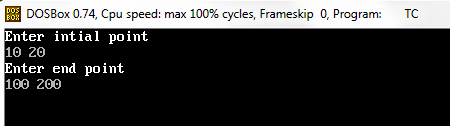 DOSBox 0.74, Cpu speed: max 100% cycles, Frameskip 0, Program: TC
Enter intial point
10 20
Enter end point
100 200